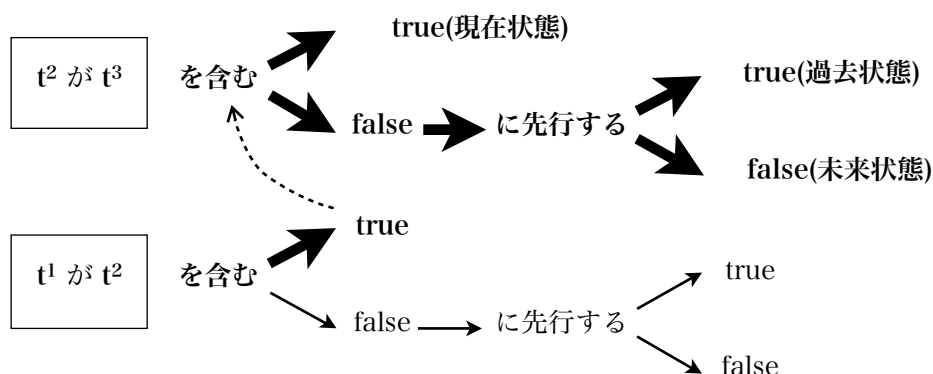 true(現在状態)
t² が t³ を含む
true(過去状態)
false に先行する
false(未来状態)
true
t¹ が t² を含む
true
false に先行する
false